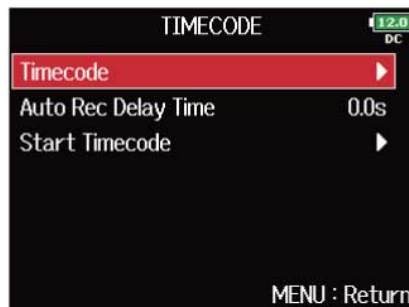 TIMECODE
12.0
DC
Timecode
Auto Rec Delay Time 0.0s
Start Timecode
MENU : Return